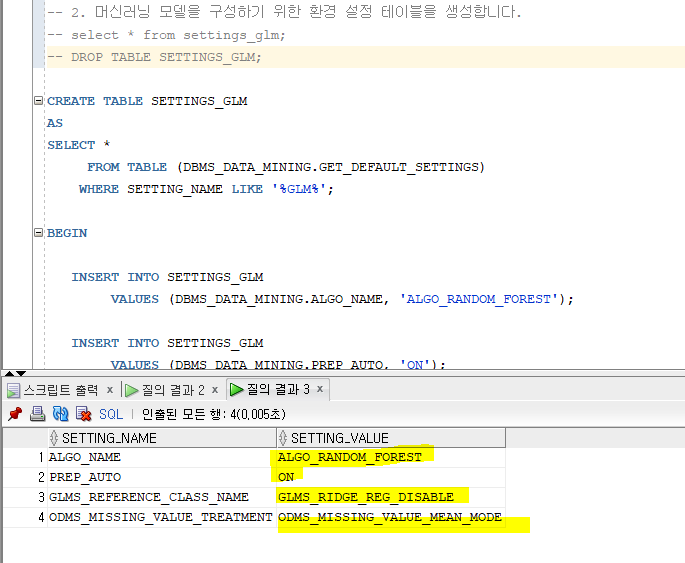 -- 2. 머신러닝 모델을 구성하기 위한 환경 설정 테이블을 생성합니다.
-- select * from settings_glm;
-- DROP TABLE SETTINGS_GLM;
CREATE TABLE SETTINGS_GLM
AS
SELECT *
FROM TABLE (DBMS_DATA_MINING.GET_DEFAULT_SETTINGS)
WHERE SETTING_NAME LIKE '%GLM%';
BEGIN
INSERT INTO SETTINGS_GLM
VALUES (DBMS_DATA_MINING.ALGO_NAME, 'ALGO_RANDOM_FOREST');
INSERT INTO SETTINGS_GLM
VALUES (DBMS_DATA_MINING.PREP_AUTO, 'ON');
스크립트 출력 × 질의 결과 2 × 질의 결과 3 ×
SQL | 인출된 모든 행: 4(0,005초)
SETTING_NAME SETTING_VALUE
1 ALGO_NAME ALGO_RANDOM_FOREST
2 PREP_AUTO ON
3 GLMS_REFERENCE_CLASS_NAME GLMS_RIDGE_REG_DISABLE
4 ODMS_MISSING_VALUE_TREATMENT ODMS_MISSING_VALUE_MEAN_MODE